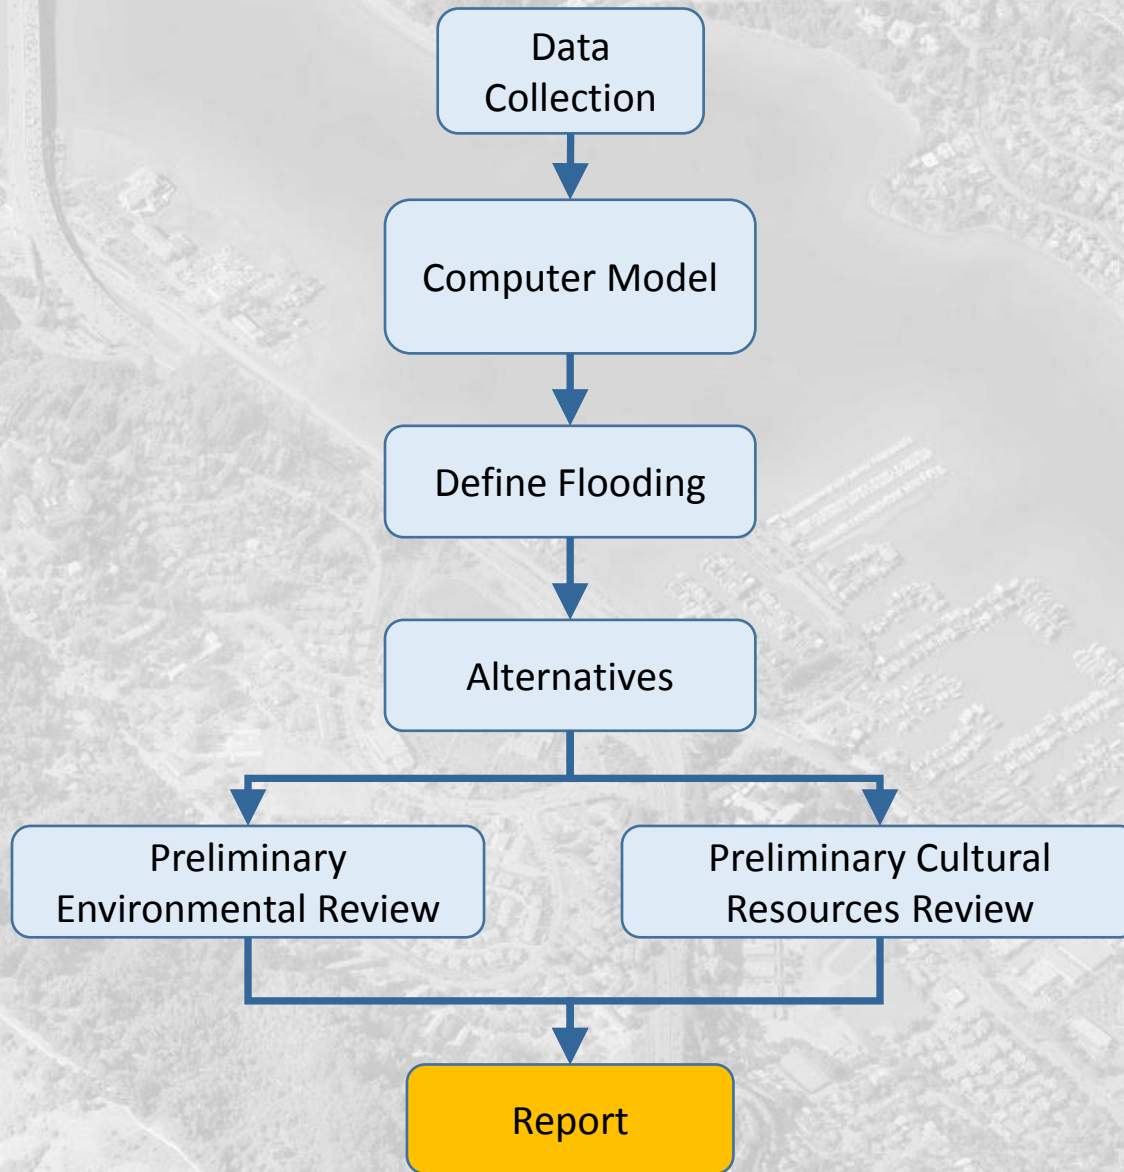 Data
Collection
Computer Model
Define Flooding
Alternatives
Preliminary
Environmental Review
Preliminary Cultural
Resources Review
Report